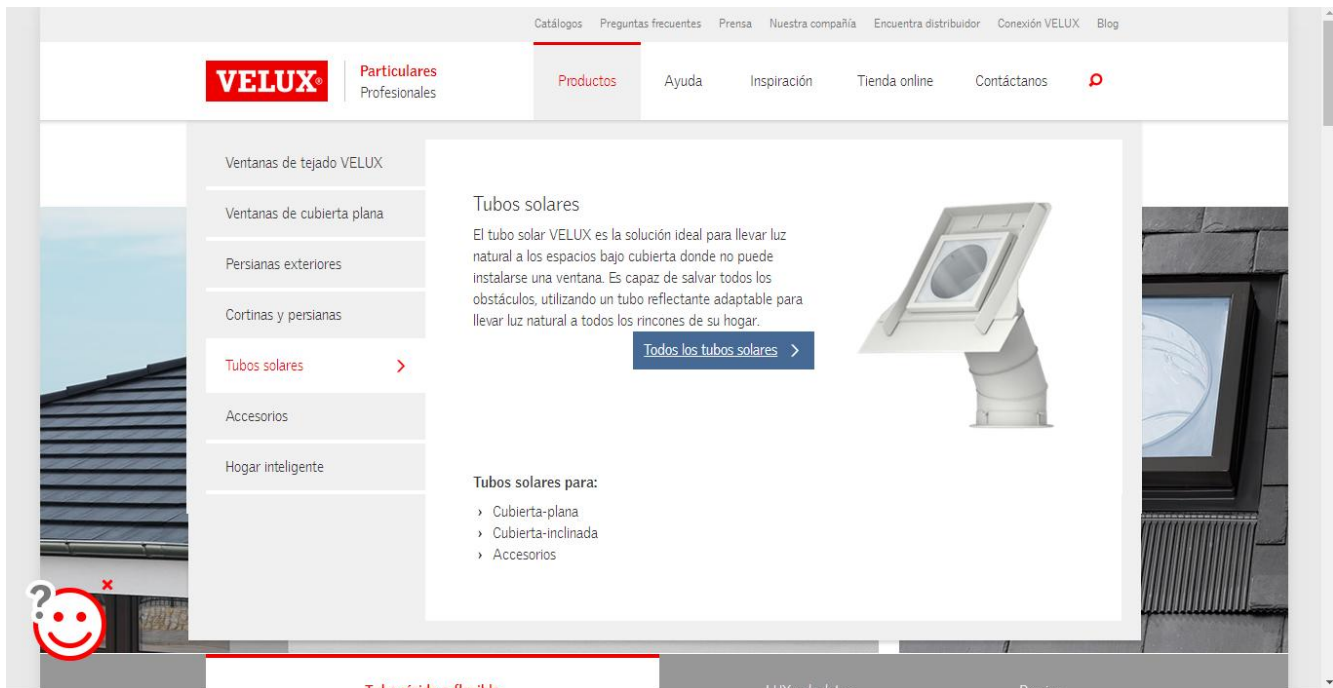 Catálogos Preguntas frecuentes Prensa Nuestra compañía Encuentra distribuidor Conexión VELUX Blog
VELUX®
Particulares
Profesionales
Productos Ayuda Inspiración Tienda online Contáctanos
Ventanas de tejado VELUX
Ventanas de cubierta plana
Persianas exteriores
Cortinas y persianas
Tubos solares
Accesorios
Hogar inteligente
Tubos solares
El tubo solar VELUX es la solución ideal para llevar luz
natural a los espacios bajo cubierta donde no puede
instalarse una ventana. Es capaz de salvar todos los
obstáculos, utilizando un tubo reflectante adaptable para
llevar luz natural a todos los rincones de su hogar.
Todos los tubos solares
Tubos solares para:
› Cubierta-plana
› Cubierta-inclinada
› Accesorios
?